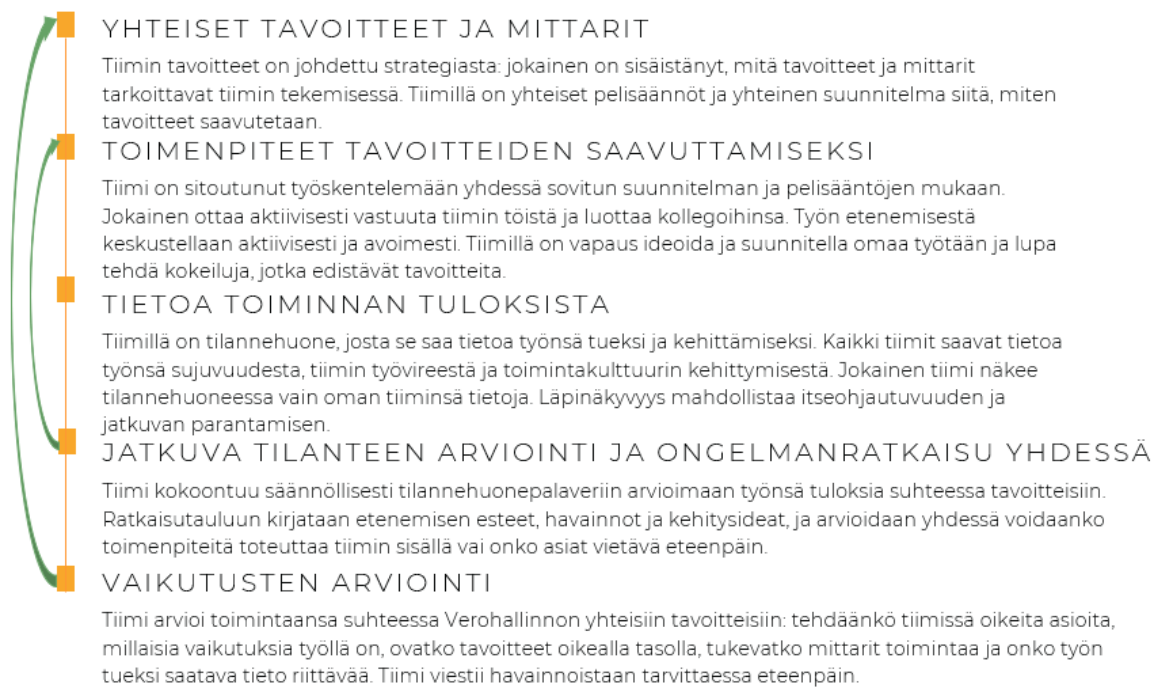 YHTEISET TAVOITTEET JA MITTARIT
Tiimin tavoitteet on johdettu strategiasta: jokainen on sisäistänyt, mitä tavoitteet ja mittarit
tarkoittavat tiimin tekemisessä. Tiimillä on yhteiset pelisäännöt ja yhteinen suunnitelma siitä, miten
tavoitteet saavutetaan.
TOIMENPITEET TAVOITTEIDEN SAAVUTTAMISEKSI
Tiimi on sitoutunut työskentelemään yhdessä sovitun suunnitelman ja pelisääntöjen mukaan.
Jokainen ottaa aktiivisesti vastuuta tiimin töistä ja luottaa kollegoihinsa. Työn etenemisestä
keskustellaan aktiivisesti ja avoimesti. Tiimillä on vapaus ideoida ja suunnitella omaa työtään ja lupa
tehdä kokeiluja, jotka edistävät tavoitteita.
TIETOA TOIMINNAN TULOKSISTA
Tiimillä on tilannehuone, josta se saa tietoa työnsä tueksi ja kehittämiseksi. Kaikki tiimit saavat tietoa
työnsä sujuvuudesta, tiimin työvireestä ja toimintakulttuurin kehittymisestä. Jokainen tiimi näkee
tilannehuoneessa vain oman tiiminsä tietoja. Läpinäkyvyys mahdollistaa itseohjautuvuuden ja
jatkuvan parantamisen.
JATKUVA TILANTEEN ARVIOINTI JA ONGELMANRATKAISU YHDESSÄ
Tiimi kokoontuu säännöllisesti tilannehuonepalaveriin arvioimaan työnsä tuloksia suhteessa tavoitteisiin.
Ratkaisutauluun kirjataan etenemisen esteet, havainnot ja kehitysideat, ja arvioidaan yhdessä voidaanko
toimenpiteitä toteuttaa tiimin sisällä vai onko asiat vietävä eteenpäin.
VAIKUTUSTEN ARVIOINTI
Tiimi arvioi toimintaansa suhteessa Verohallinnon yhteisiin tavoitteisiin: tehdäänkö tiimissä oikeita asioita,
millaisia vaikutuksia työllä on, ovatko tavoitteet oikealla tasolla, tukevatko mittarit toimintaa ja onko työn
tueksi saatava tieto riittävää. Tiimi viestii havainnoistaan tarvittaessa eteenpäin.